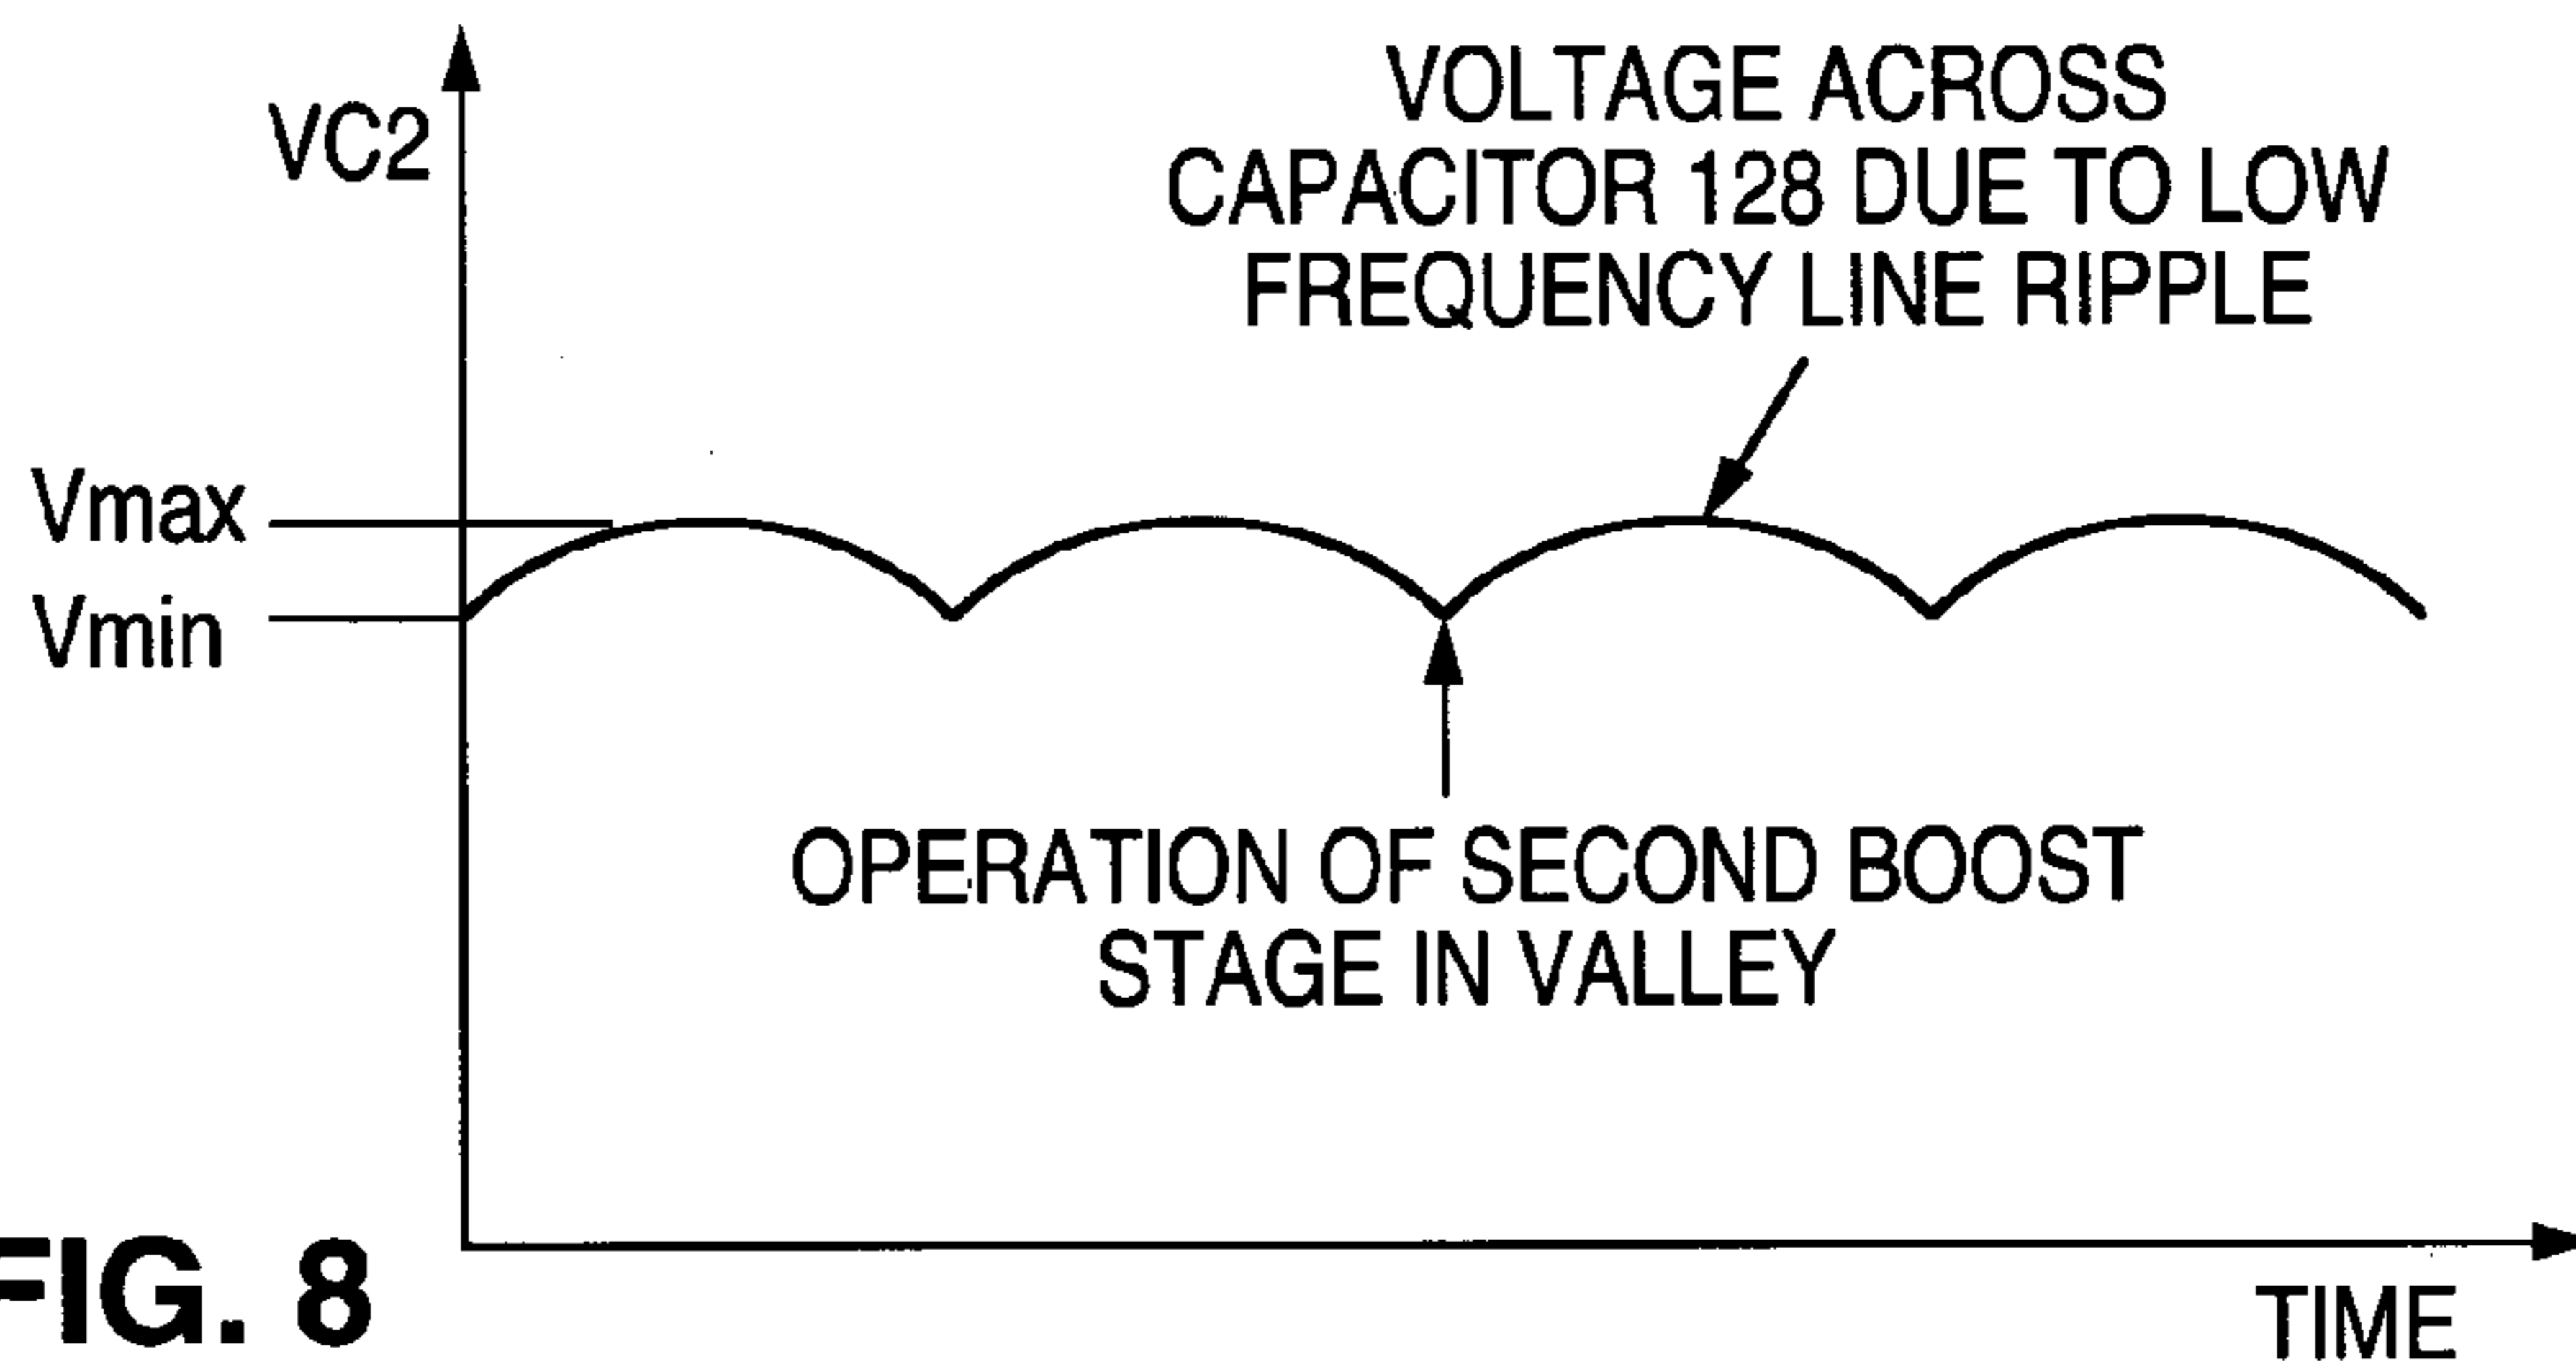 VC2
VOLTAGE ACROSS
CAPACITOR 128 DUE TO LOW
FREQUENCY LINE RIPPLE
Vmax
Vmin
OPERATION OF SECOND BOOST
STAGE IN VALLEY
FIG. 8
TIME